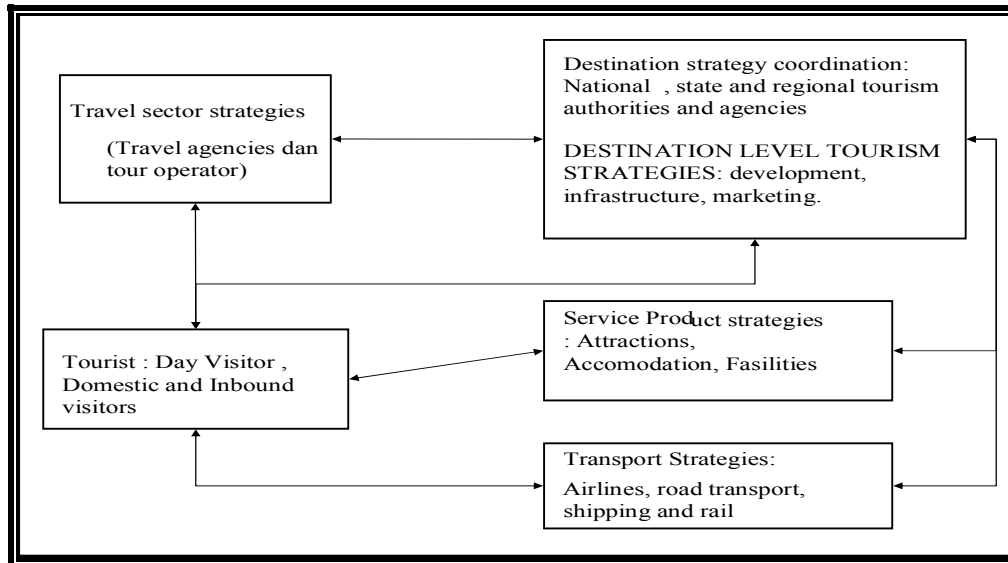 Travel sector strategies
(Travel agencies dan
tour operator)
Destination strategy coordination:
National , state and regional tourism
authorities and agencies
DESTINATION LEVEL TOURISM
STRATEGIES: development,
infrastructure, marketing.
Tourist : Day Visitor ,
Domestic and Inbound
visitors
Service Product strategies
: Attractions,
Accomodation, Fasilities
Transport Strategies:
Airlines, road transport,
shipping and rail